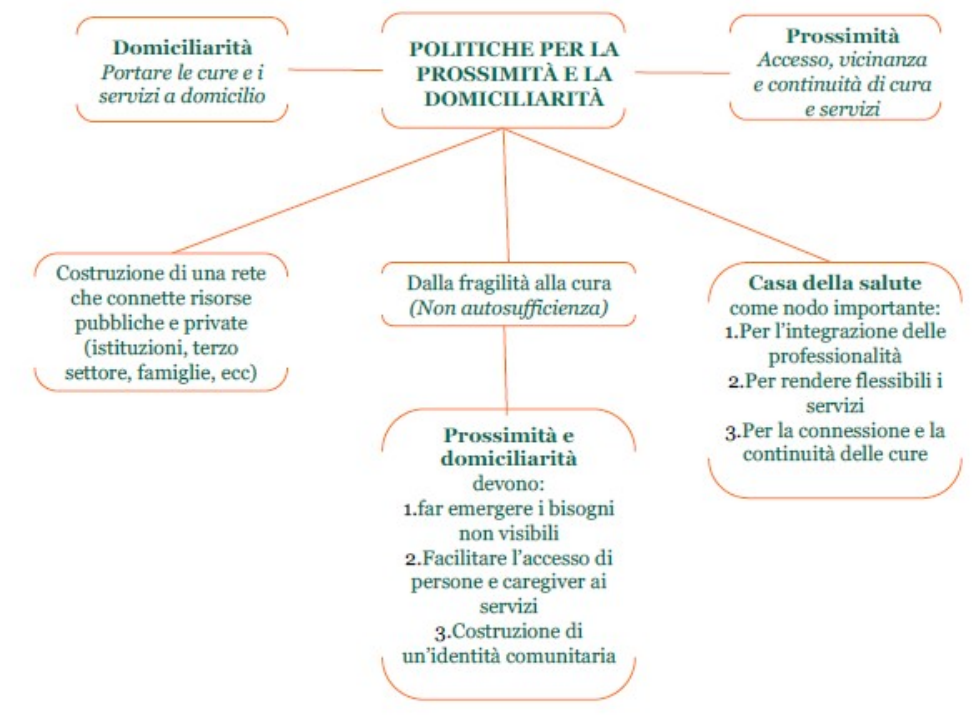 Domiciliarità
Portare le cure e i
servizi a domicilio
POLITICHE PER LA
PROSSIMITÀ E LA
DOMICILIARITÀ
Prossimità
Accesso, vicinanza
e continuità di cura
e servizi
Costruzione di una rete
che connette risorse
pubbliche e private
(istituzioni, terzo
settore, famiglie, ecc)
Dalla fragilità alla cura
(Non autosufficienza)
Casa della salute
come nodo importante:
1.Per l'integrazione delle
professionalità
2.Per rendere flessibili i
servizi
3.Per la connessione e la
continuità delle cure
Prossimità e
domiciliarità
devono:
1.far emergere i bisogni
non visibili
2.Facilitare l'accesso di
persone e caregiver ai
servizi
3.Costruzione di
un'identità comunitaria